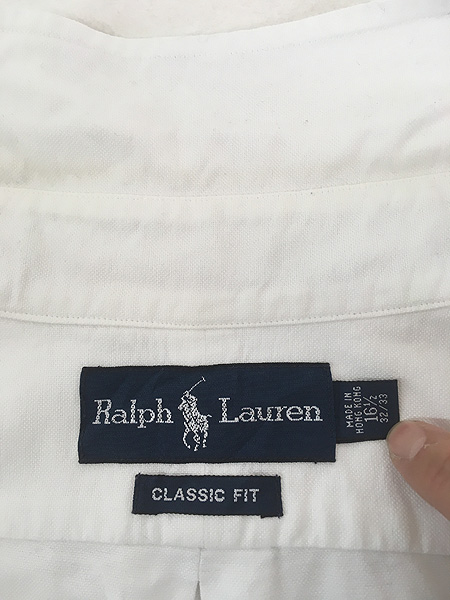 Ralph Lauren
MADE IN
HONG KONG
16½
32/33
CLASSIC FIT